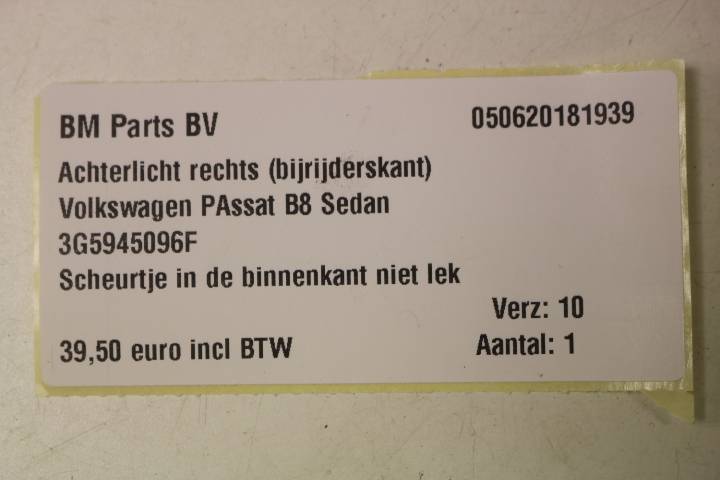 BM Parts BV 050620181939
Achterlicht rechts (bijrijderskant)
Volkswagen PAssat B8 Sedan
3G5945096F
Scheurtje in de binnenkant niet lek
Verz: 10
39,50 euro incl BTW Aantal: 1